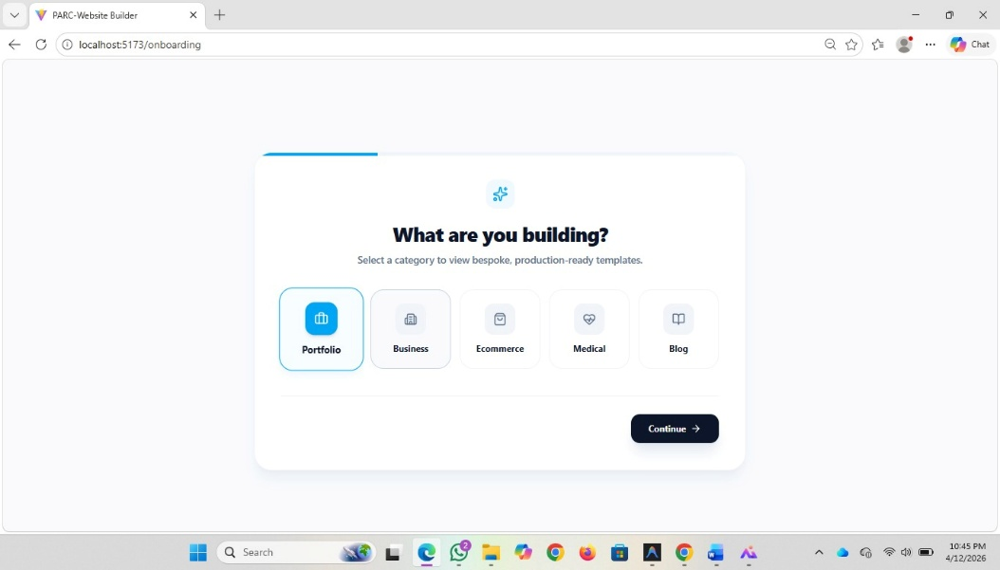 PARC-Website Builder
localhost:5173/onboarding
Chat
What are you building?
Select a category to view bespoke, production-ready templates.
Portfolio
Business
Ecommerce
Medical
Blog
Continue
Search
2
10:45 PM
4/12/2026